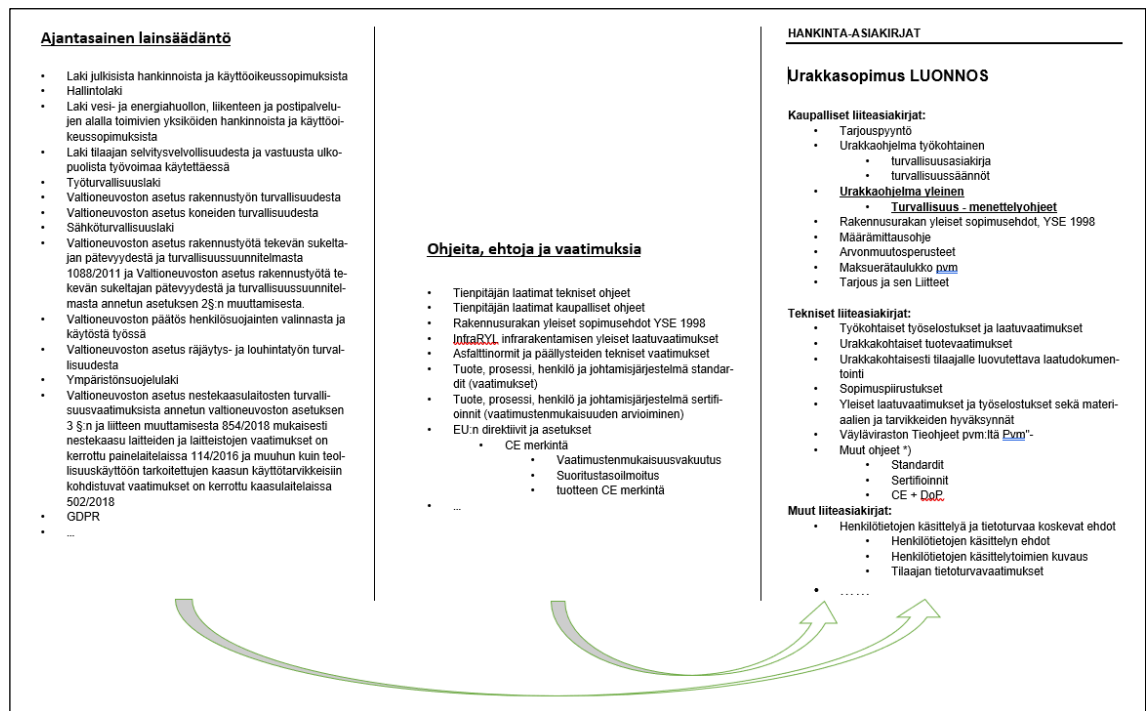 Ajantasainen lainsäädäntö
• Laki julkisista hankinnoista ja käyttöoikeussopimuksista
• Hallintolaki
• Laki vesi- ja energiahuollon, liikenteen ja postipalvelu-
jen alalla toimivien yksiköiden hankinnoista ja käyttöoi-
keussopimuksista
• Laki tilaajan selvitysvelvollisuudesta ja vastuusta ulko-
puolista työvoimaa käytettäessä
• Työturvallisuuslaki
• Valtioneuvoston asetus rakennustyön turvallisuudesta
• Valtioneuvoston asetus koneiden turvallisuudesta
• Sähköturvallisuuslaki
• Valtioneuvoston asetus rakennustyötä tekevän sukelta-
jan pätevyydestä ja turvallisuussuunnitelmasta
1088/2011 ja Valtioneuvoston asetus rakennustyötä te-
kevän sukeltajan pätevyydestä ja turvallisuussuunnitel-
masta annetun asetuksen 2§:n muuttamisesta.
• Valtioneuvoston päätös henkilösuojainten valinnasta ja
käytöstä työssä
• Valtioneuvoston asetus räjäytys- ja louhintatyön turval-
lisuudesta
• Ympäristönsuojelulaki
• Valtioneuvoston asetus nestekaasulaitosten turvalli-
suusvaatimuksista annetun valtioneuvoston asetuksen
3 §:n ja liitteen muuttamisesta 854/2018 mukaisesti
nestekaasu laitteiden ja laitteistojen vaatimukset on
kerrottu painelaitelaissa 114/2016 ja muuhun kuin teol-
lisuuskäyttöön tarkoitettujen kaasun käyttötarvikkeisiin
kohdistuvat vaatimukset on kerrottu kaasulaitelaissa
502/2018
• GDPR
• ...
Ohjeita, ehtoja ja vaatimuksia
• Tienpitäjän laatimat tekniset ohjeet
• Tienpitäjän laatimat kaupalliset ohjeet
• Rakennusurakan yleiset sopimusehdot YSE 1998
• InfraRYL infrarakentamisen yleiset laatuvaatimukset
• Asfalttinormit ja päällysteiden tekniset vaatimukset
• Tuote, prosessi, henkilö ja johtamisjärjestelmä standar-
dit (vaatimukset)
• Tuote, prosessi, henkilö ja johtamisjärjestelmä sertifi-
oinnit (vaatimustenmukaisuuden arvioiminen)
• EU:n direktiivit ja asetukset
• CE merkintä
• Vaatimustenmukaisuusvakuutus
• Suoritustasoilmoitus
• tuotteen CE merkintä
• ...
HANKINTA-ASIAKIRJAT
Urakkasopimus LUONNOS
Kaupalliset liiteasiakirjat:
• Tarjouspyyntö
• Urakkaohjelma työkohtainen
• turvallisuusasiakirja
• turvallisuussäännöt
• Urakkaohjelma yleinen
• Turvallisuus - menettelyohjeet
• Rakennusurakan yleiset sopimusehdot, YSE 1998
• Määrämittausohje
• Arvonmuutosperusteet
• Maksuerätaulukko pvm
• Tarjous ja sen Liitteet
Tekniset liiteasiakirjat:
• Työkohtaiset työselostukset ja laatuvaatimukset
• Urakkakohtaiset tuotevaatimukset
• Urakkakohtaisesti tilaajalle luovutettava laatudokumen-
tointi
• Sopimuspiirustukset
• Yleiset laatuvaatimukset ja työselostukset sekä materi-
aalien ja tarvikkeiden hyväksynnät
• Väyläviraston Tieohjeet pvm:ltä Pvm"-
• Muut ohjeet *)
• Standardit
• Sertifioinnit
• CE + DoP
Muut liiteasiakirjat:
• Henkilötietojen käsittelyä ja tietoturvaa koskevat ehdot
• Henkilötietojen käsittelyn ehdot
• Henkilötietojen käsittelytoimien kuvaus
• Tilaajan tietoturvavaatimukset
• ……